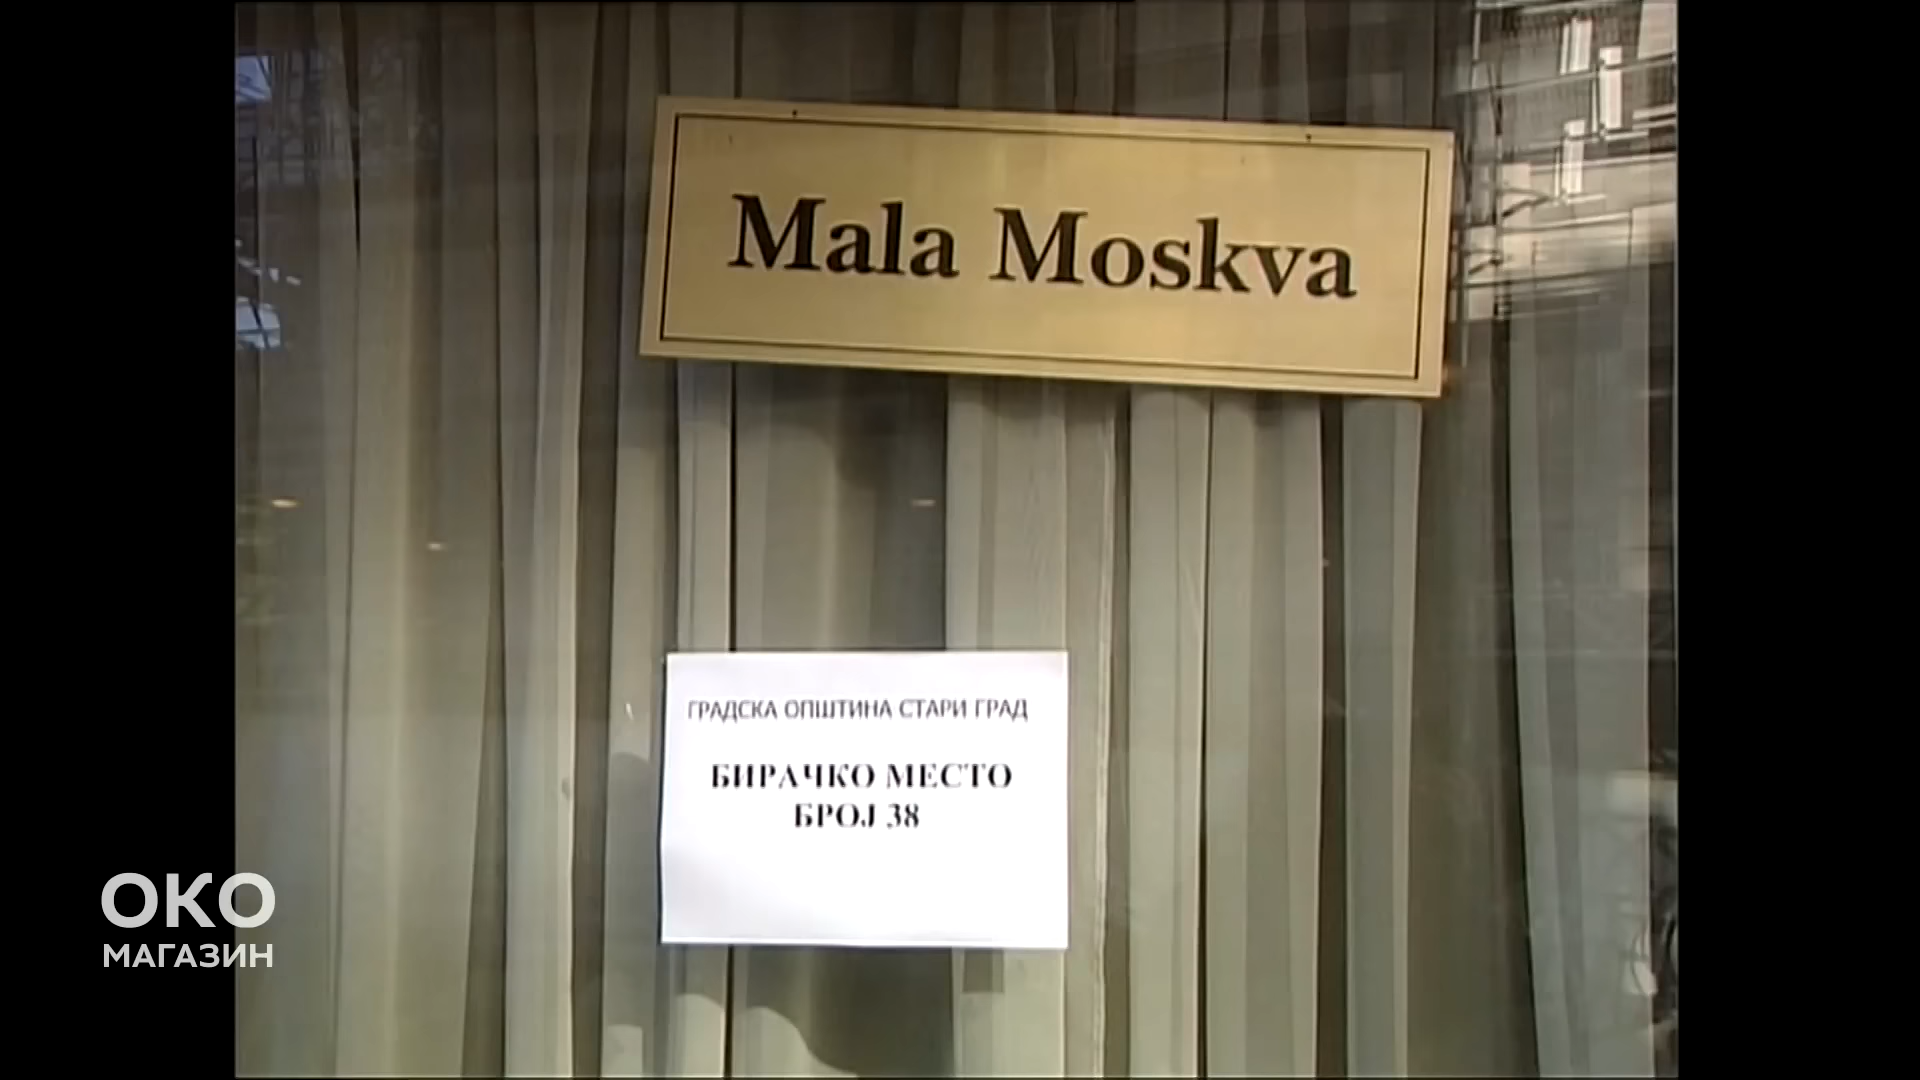 Mala Moskva
ГРАДСКА ОПШТИНА СТАРИ ГРАД
БИРАЧКО МЕСТО
БРОЈ 38
ОКО
МАГАЗИН